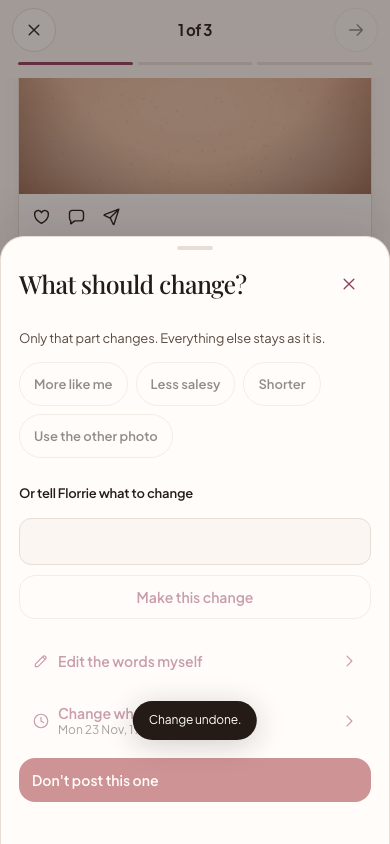 1 of 3
What should change?
Only that part changes. Everything else stays as it is.
More like me
Less salesy
Shorter
Use the other photo
Or tell Florrie what to change
Make this change
Edit the words myself
Change
Mon 23 Nov,
Change undone.
Don't post this one